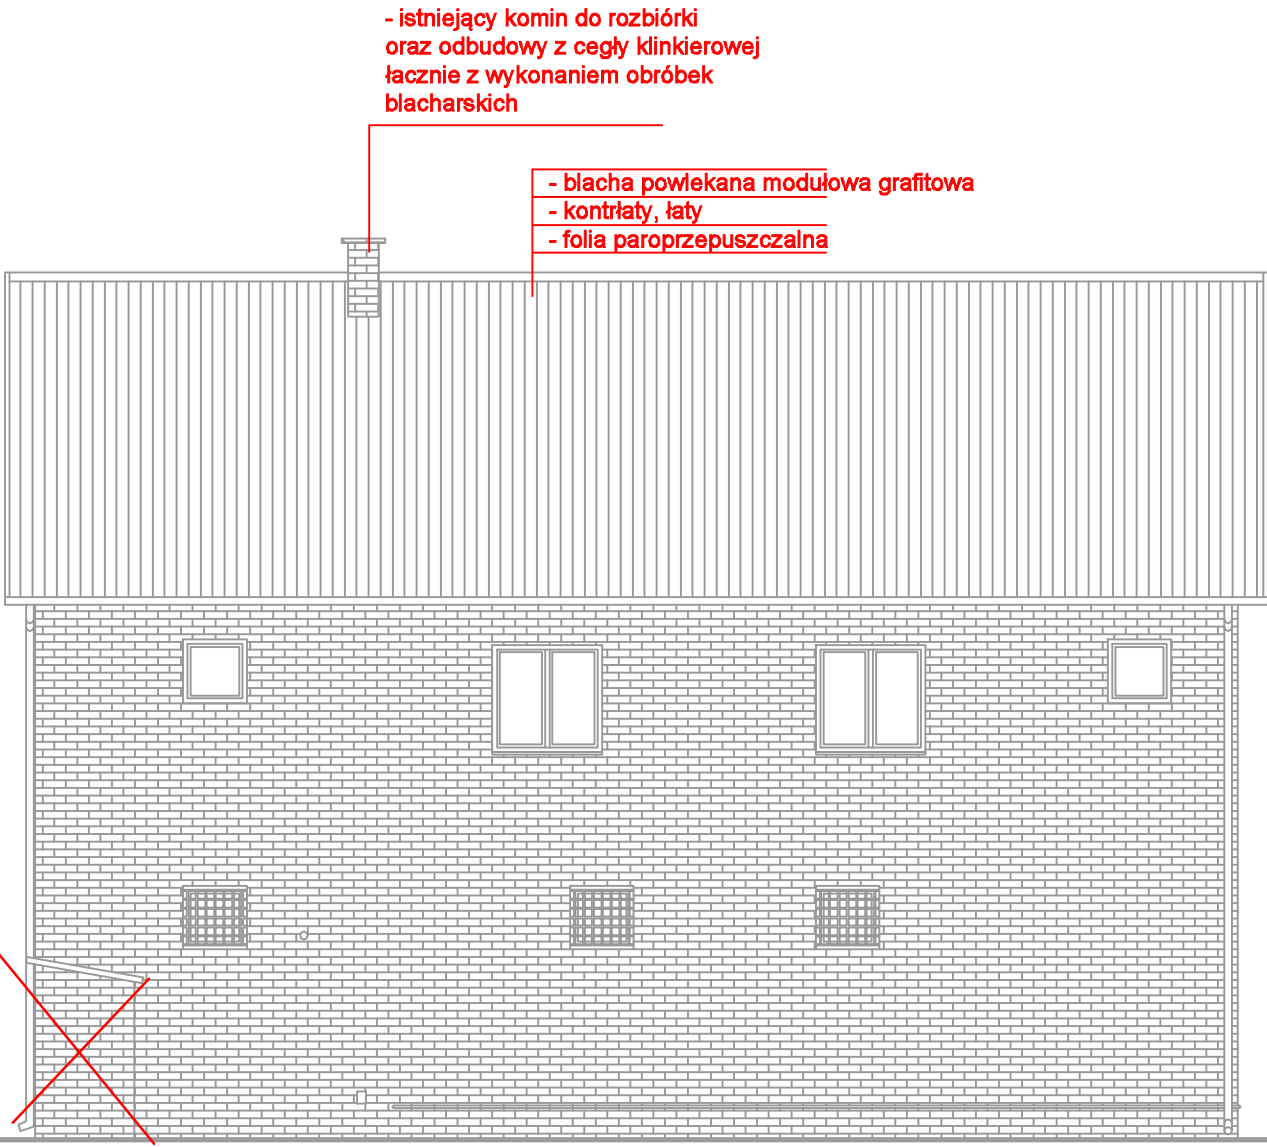 - istniejący komin do rozbiórki
oraz odbudowy z cegły klinkierowej
łacznie z wykonaniem obróbek
blacharskich
- blacha powlekana modułowa grafitowa
- kontrłaty, łaty
- folia paroprzepuszczalna